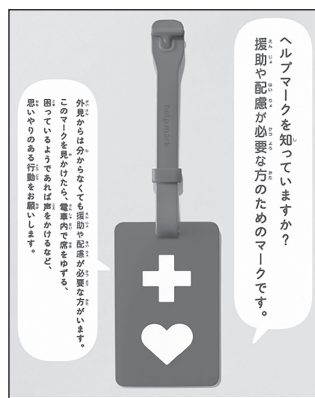 ヘルプマークを知っていますか？
援助や配慮が必要な方のためのマークです。
外見からは分からなくても援助や配慮が必要な方がいます。
このマークを見かけたら、電車内で席をゆずる、
困っているようであれば声をかけるなど、
思いやりのある行動をお願いします。